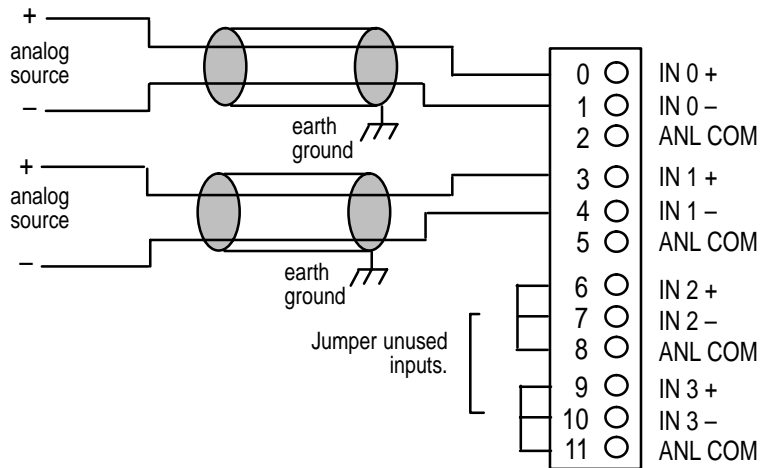 +
analog
source
–
earth
ground
+
analog
source
–
earth
ground
Jumper unused
inputs.
0 IN 0 +
1 IN 0 –
2 ANL COM
3 IN 1 +
4 IN 1 –
5 ANL COM
6 IN 2 +
7 IN 2 –
8 ANL COM
9 IN 3 +
10 IN 3 –
11 ANL COM